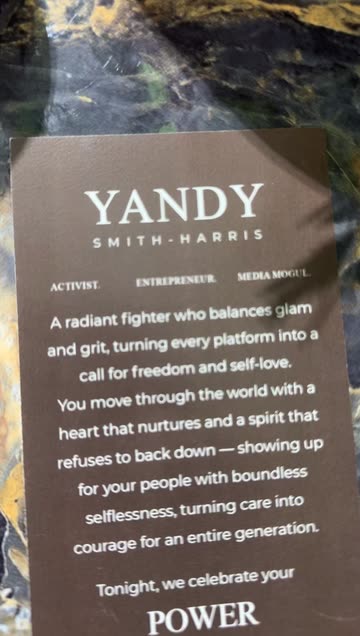 YANDY
SMITH-HARRIS
ACTIVIST. ENTREPRENEUR. MEDIA MOGUL.
A radiant fighter who balances glam
and grit, turning every platform into a
call for freedom and self-love.
You move through the world with a
heart that nurtures and a spirit that
refuses to back down — showing up
for your people with boundless
selflessness, turning care into
courage for an entire generation.
Tonight, we celebrate your
POWER